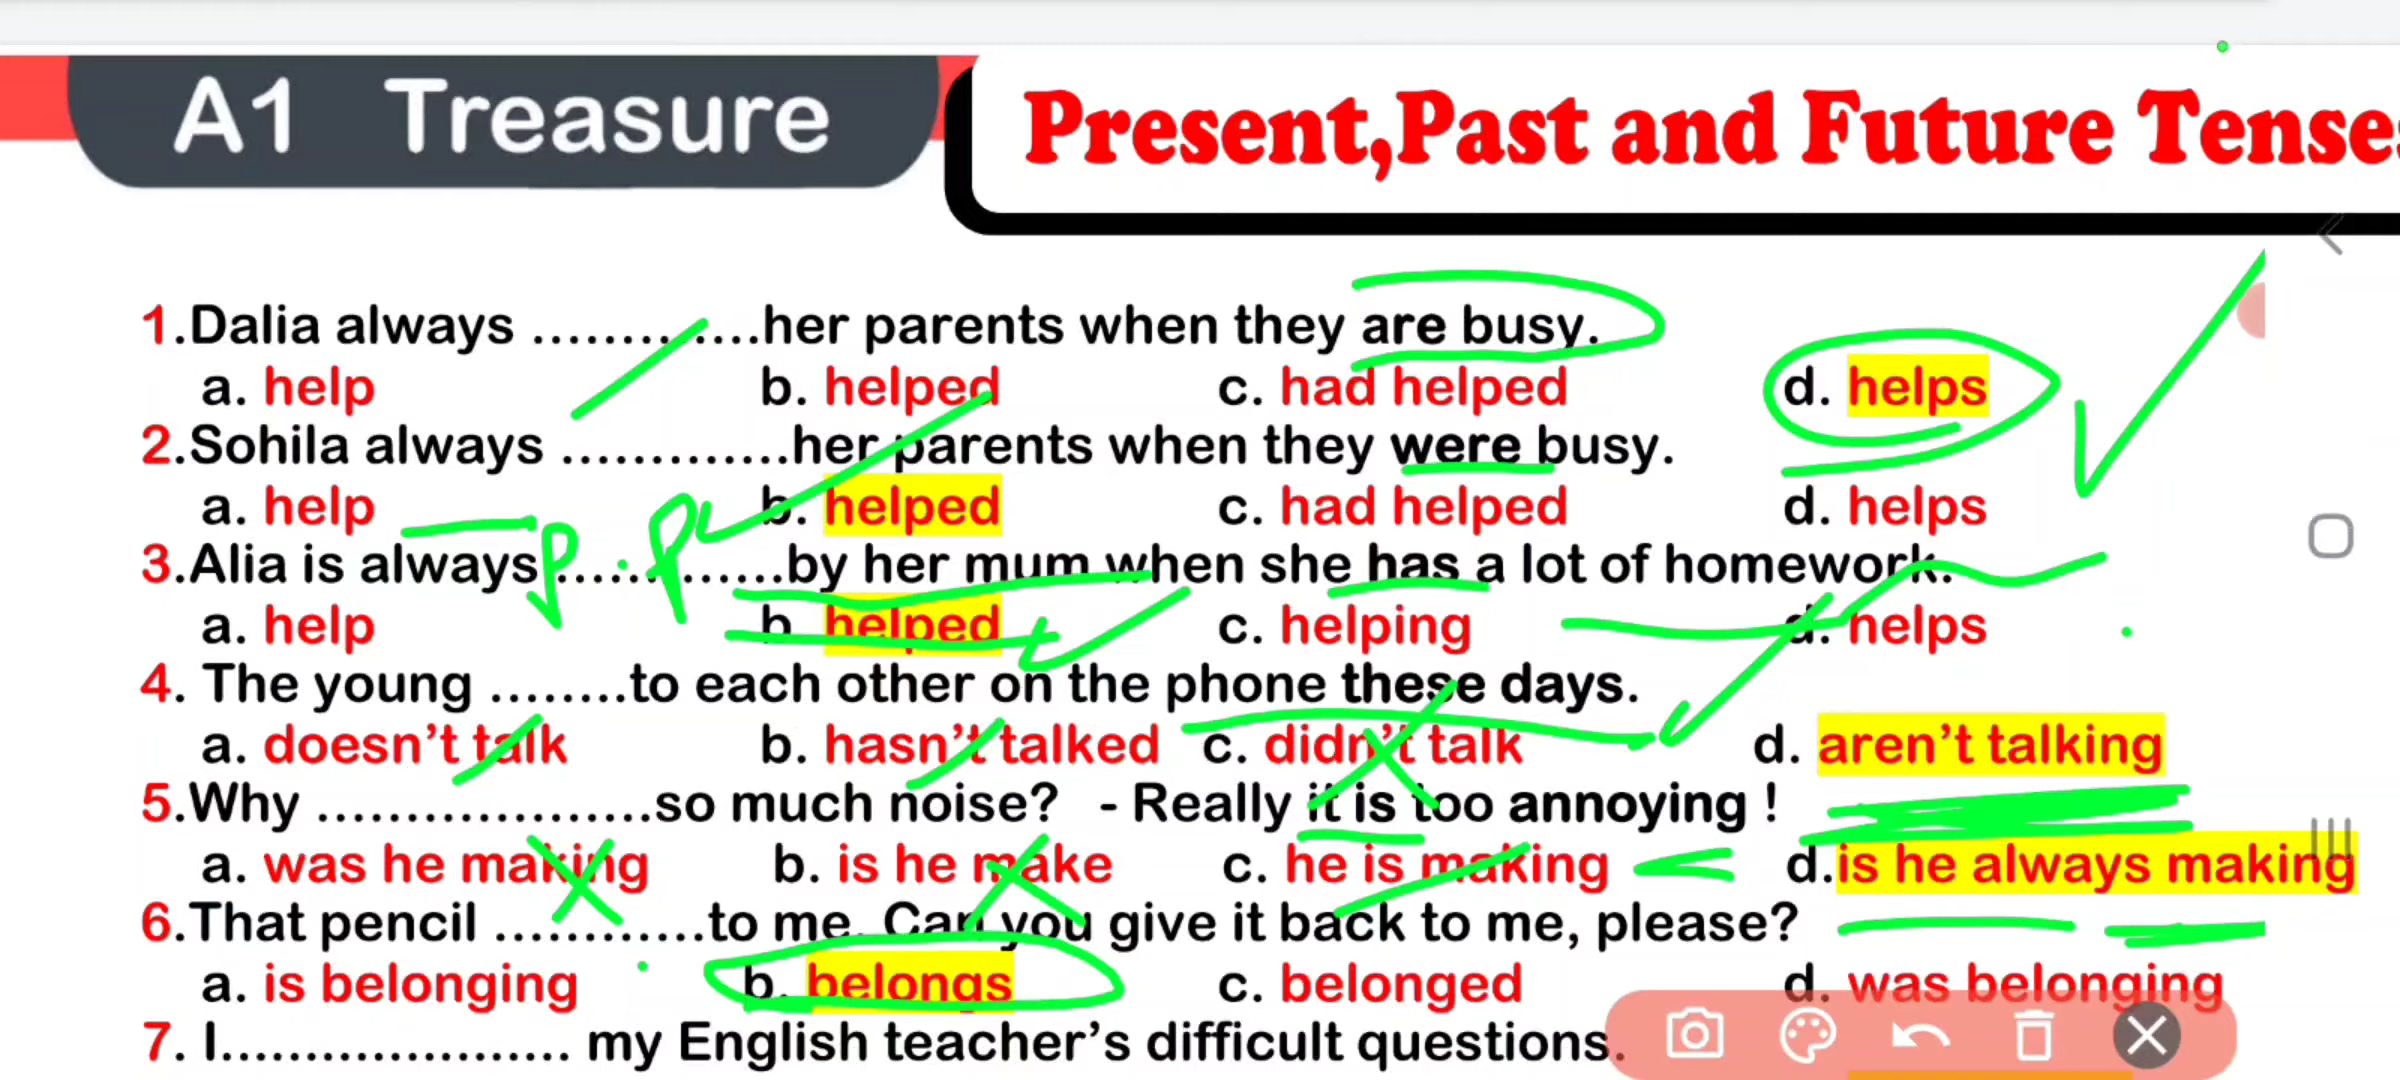 A1 Treasure
Present,Past and Future Tense
1.Dalia always ............her parents when they are busy.
a. help b. helped c. had helped d. helps
2.Sohila always .............her parents when they were busy.
a. help b. helped c. had helped d. helps
p.p
3.Alia is always.............by her mum when she has a lot of homework.
a. help b. helped c. helping d. helps
4. The young ........to each other on the phone these days.
a. doesn't talk b. hasn't talked c. didn't talk d. aren't talking
5.Why ....................so much noise? - Really it is too annoying !
a. was he making b. is he make c. he is making d.is he always making
6.That pencil .............to me. Can you give it back to me, please?
a. is belonging b. belongs c. belonged d. was belonging
7. I..................... my English teacher's difficult questions.